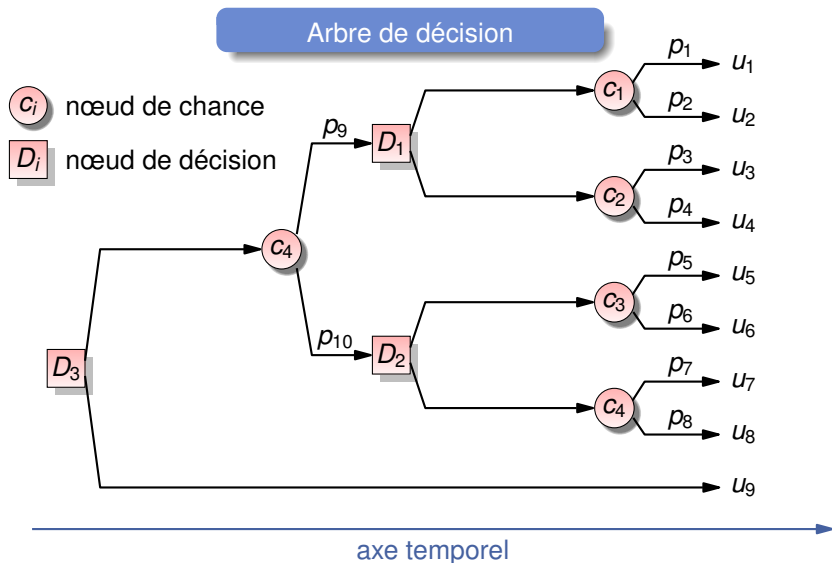 Arbre de décision
c_i nœud de chance
D_i nœud de décision
p_1 u_1
c_1
p_2 u_2
p_9 D_1
p_3 u_3
c_2
p_4 u_4
c_4
p_5 u_5
c_3
p_6 u_6
p_10 D_2
D_3
p_7 u_7
c_4
p_8 u_8
u_9
axe temporel